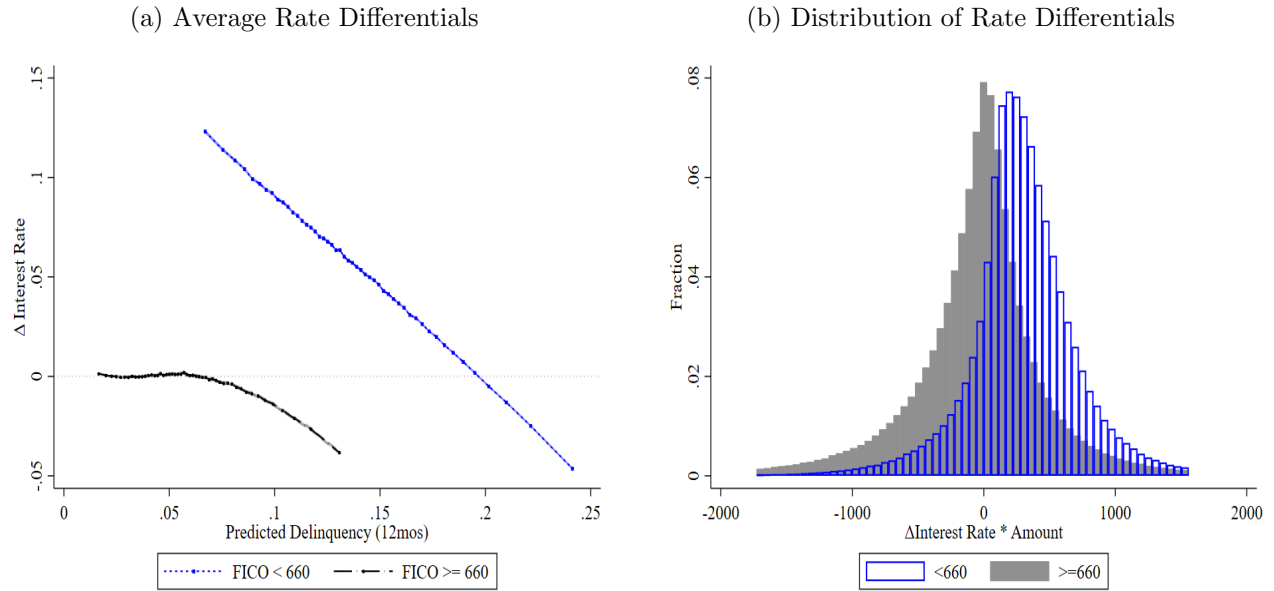 (a) Average Rate Differentials
.15
.1
.05
0
-.05
Δ Interest Rate
0
.05
.1
.15
.2
.25
Predicted Delinquency (12mos)
FICO < 660
FICO >= 660
(b) Distribution of Rate Differentials
.08
.06
.04
.02
0
Fraction
-2000
-1000
0
1000
2000
ΔInterest Rate * Amount
<660
>=660